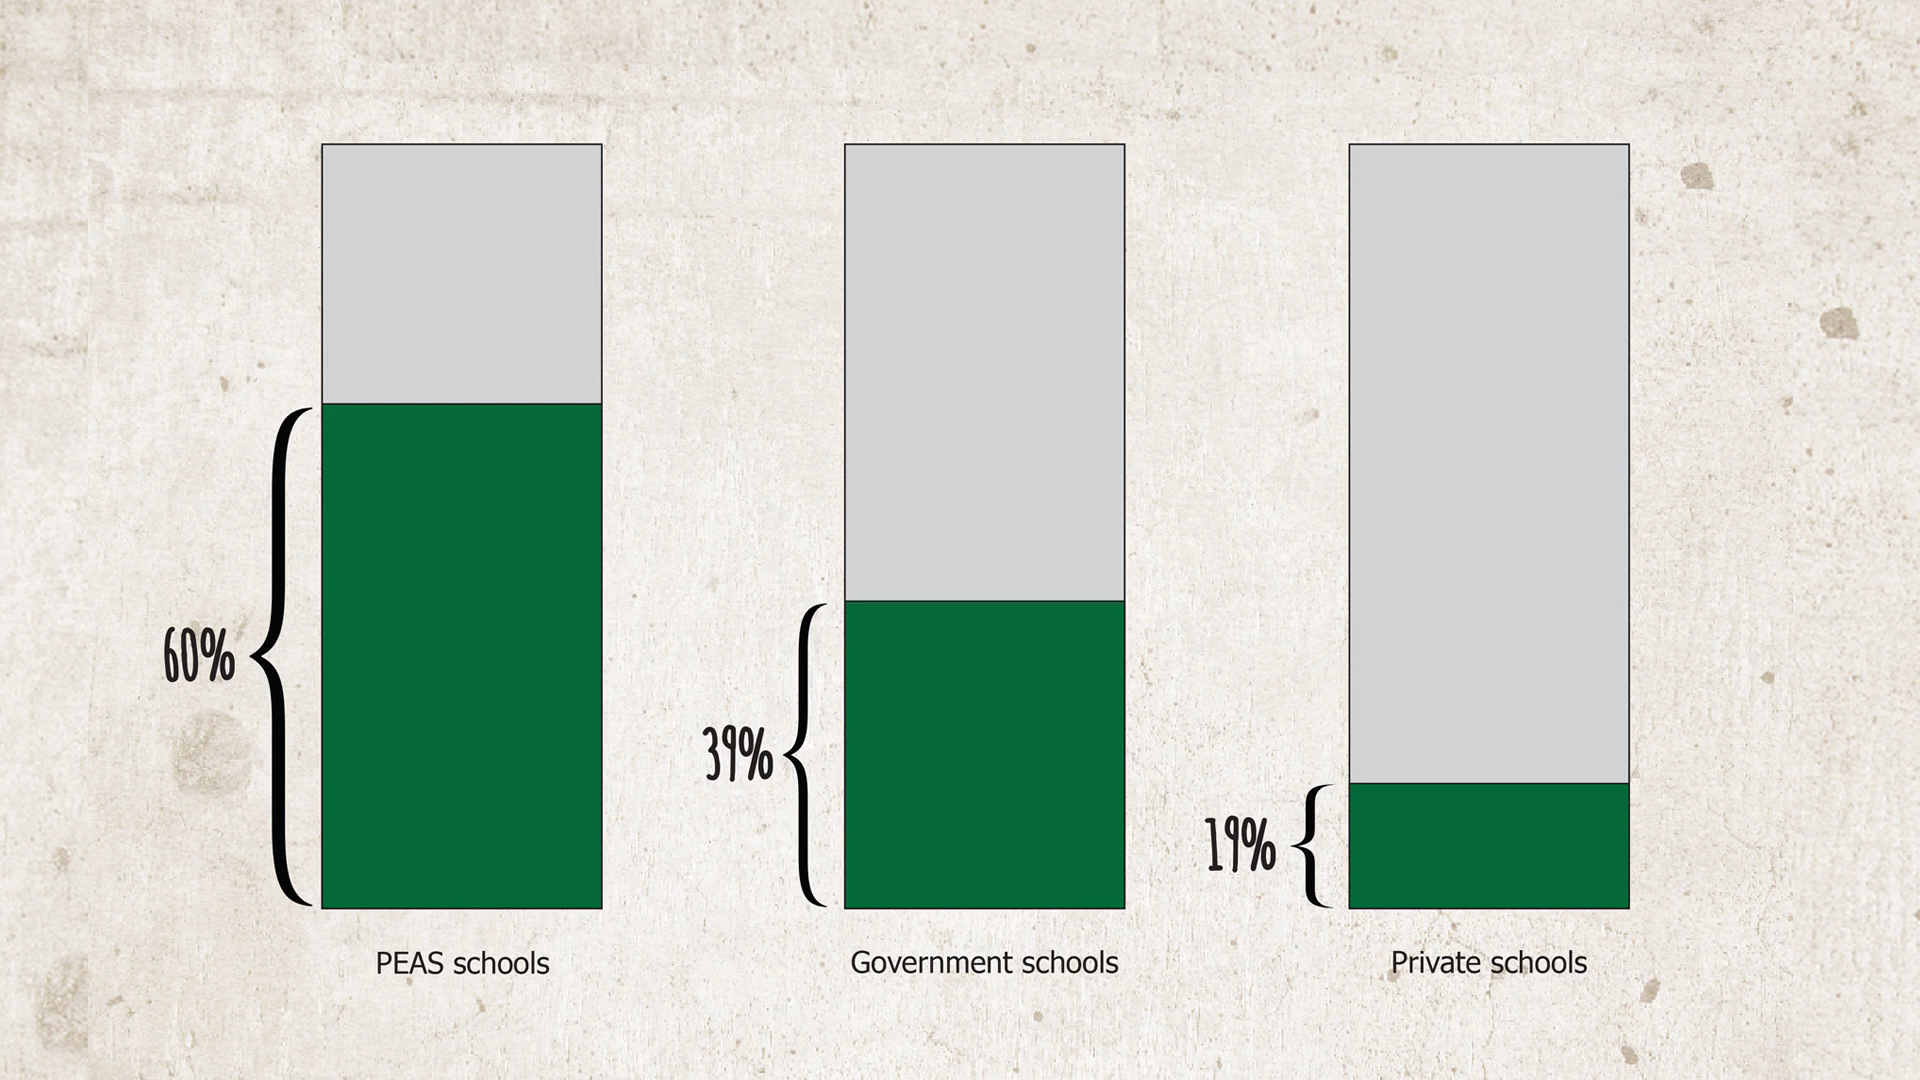 60%
39%
19%
PEAS schools
Government schools
Private schools